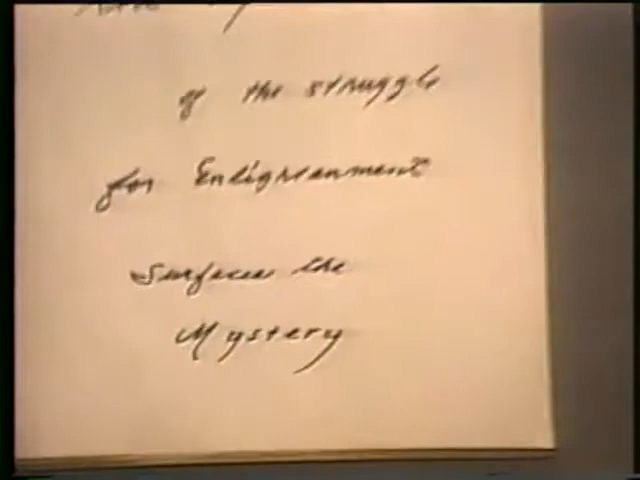 of the struggle
for Enlightenment
Surfaces the
Mystery